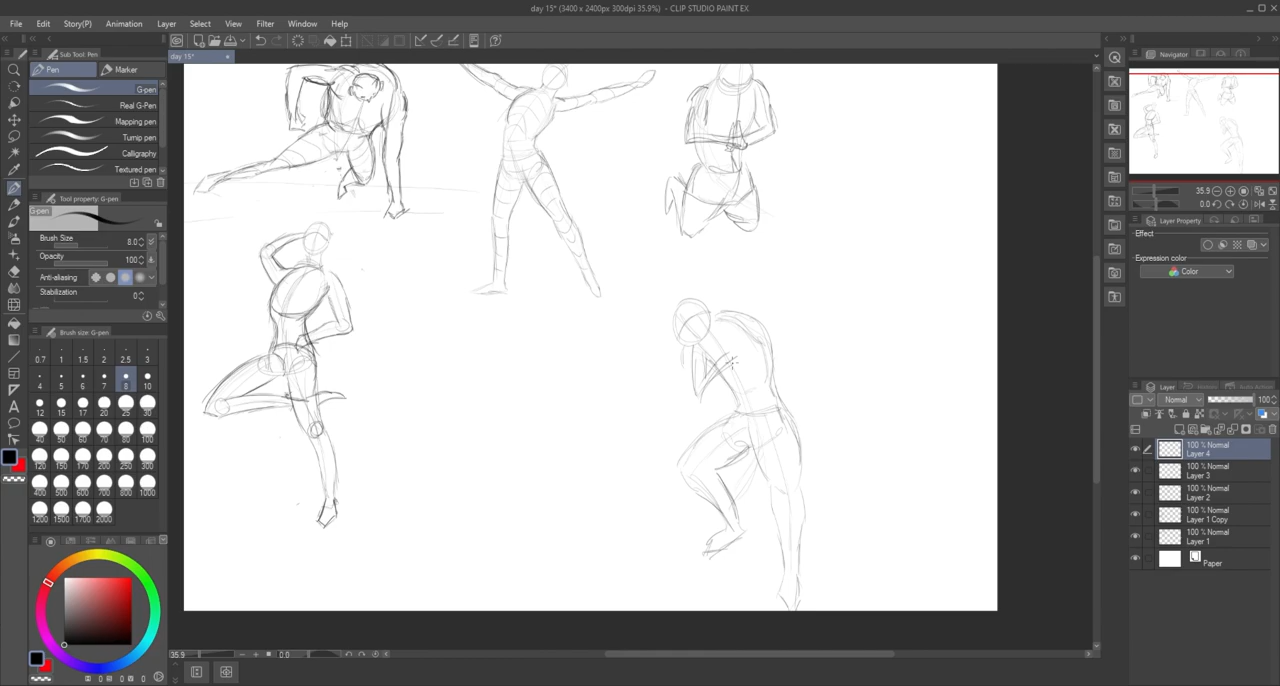 day 15* (3400 x 2400px 300dpi 35.9%) - CLIP STUDIO PAINT EX
File Edit Story(P) Animation Layer Select View Filter Window Help
Sub Tool: Pen
day 15*
Navigator
Pen Marker
G-pen
Real G-Pen
Mapping pen
Turnip pen
Calligraphy
Textured pen
Tool property: G-pen
G-pen
Brush Size 8.0
Opacity 100
Anti-aliasing
Stabilization 0
35.9
0.0
Layer Property
Effect
Expression color
Color
Brush size: G-pen
0.7 1 1.5 2 2.5 3
4 5 6 7 8 10
12 15 17 20 25 30
40 50 60 70 80 100
120 150 170 200 250 300
400 500 600 700 800 1000
1200 1500 1700 2000
Layer
Normal 100
100 % Normal
Layer 4
100 % Normal
Layer 3
100 % Normal
Layer 2
100 % Normal
Layer 1 Copy
100 % Normal
Layer 1
Paper
35.9 0.0
0 0 0